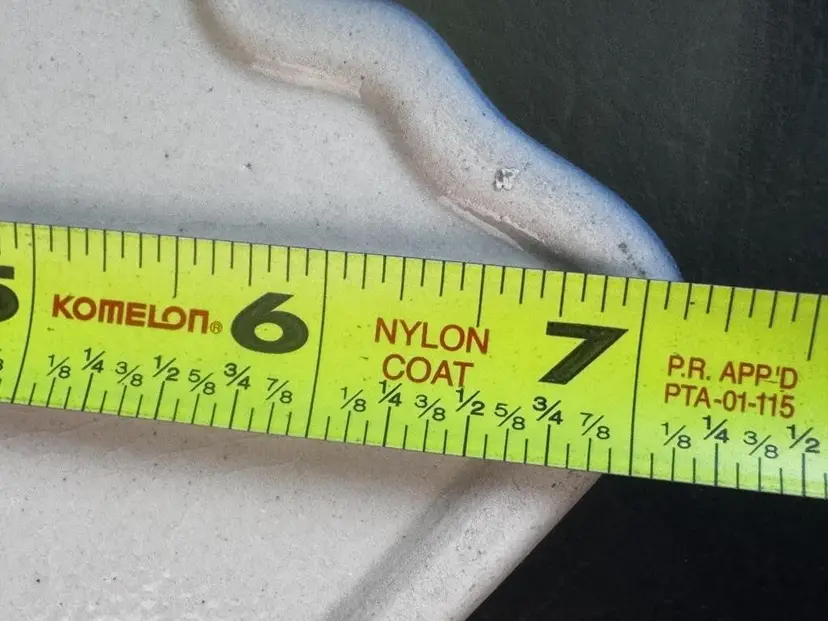 5 KOMELON® 6 NYLON 7 P.R. APP'D
COAT PTA-01-115
1/8 1/4 3/8 1/2 5/8 3/4 7/8 1/8 1/4 3/8 1/2 5/8 3/4 7/8 1/8 1/4 3/8 1/2